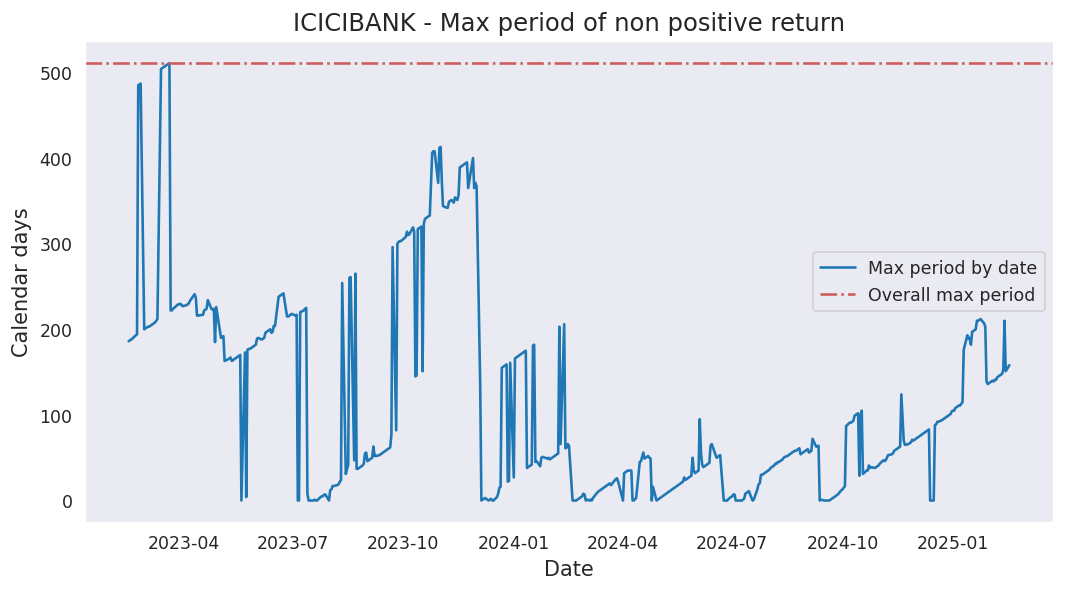 ICICIBANK - Max period of non positive return
Calendar days
500
400
300
200
100
0
Max period by date
Overall max period
2023-04
2023-07
2023-10
2024-01
2024-04
2024-07
2024-10
2025-01
Date